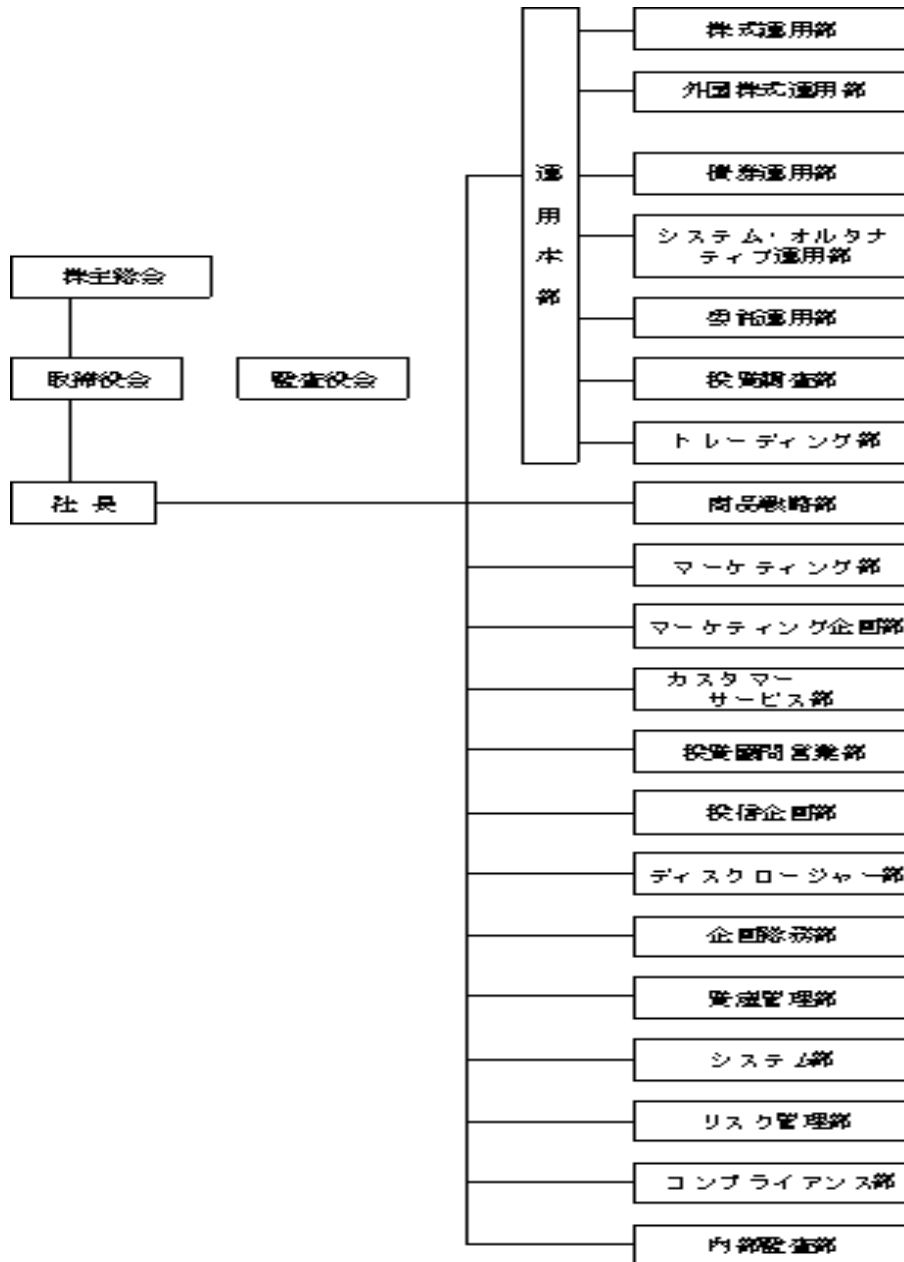 株主総会
取締役会
監査役会
社長
運用本部
株式運用部
外国株式運用部
債券運用部
システム・オルタナ
ティブ運用部
委託運用部
投資調査部
トレーディング部
商品戦略部
マーケティング部
マーケティング企画部
カスタマー
サービス部
投資顧問営業部
投信企画部
ディスクロージャー部
企画総務部
資産管理部
システム部
リスク管理部
コンプライアンス部
内部監査部